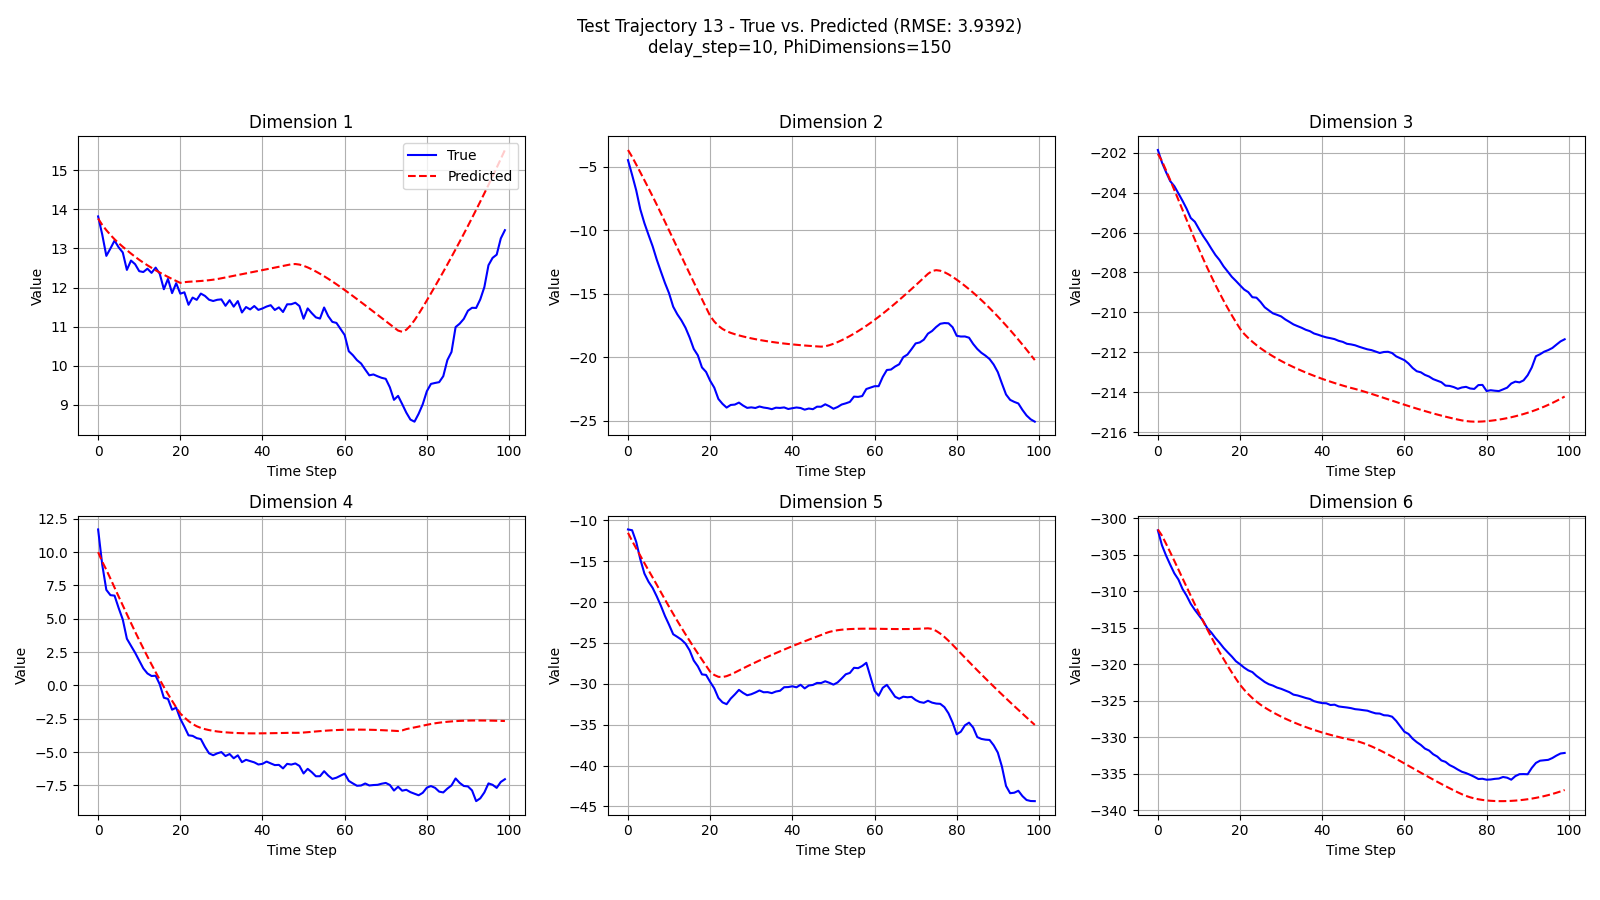 Test Trajectory 13 - True vs. Predicted (RMSE: 3.9392)
delay_step=10, PhiDimensions=150
Dimension 1
Value
15
14
13
12
11
10
9
0 20 40 60 80 100
Time Step
True
Predicted
Dimension 2
Value
−5
−10
−15
−20
−25
0 20 40 60 80 100
Time Step
Dimension 3
Value
−202
−204
−206
−208
−210
−212
−214
−216
0 20 40 60 80 100
Time Step
Dimension 4
Value
12.5
10.0
7.5
5.0
2.5
0.0
−2.5
−5.0
−7.5
0 20 40 60 80 100
Time Step
Dimension 5
Value
−10
−15
−20
−25
−30
−35
−40
−45
0 20 40 60 80 100
Time Step
Dimension 6
Value
−300
−305
−310
−315
−320
−325
−330
−335
−340
0 20 40 60 80 100
Time Step